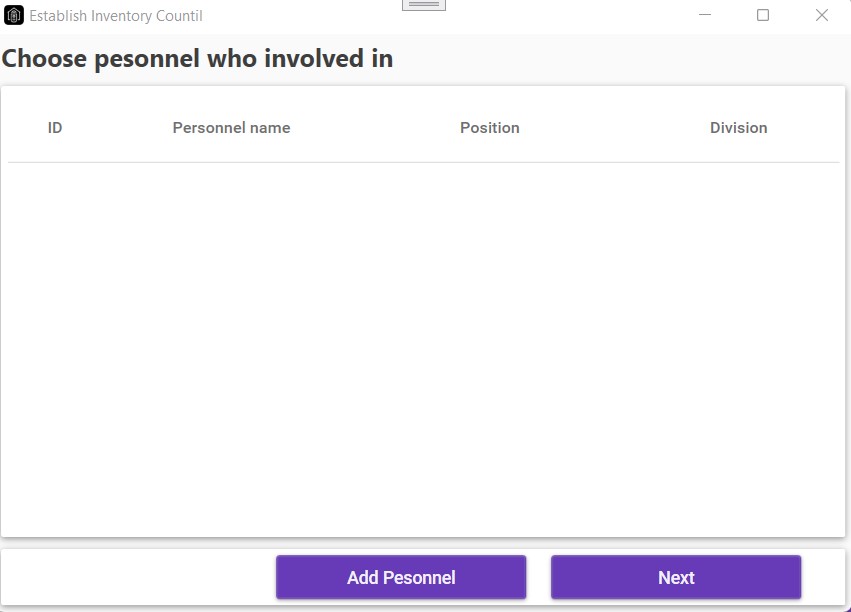 Establish Inventory Countil
Choose pesonnel who involved in
ID Personnel name Position Division
Add Pesonnel Next